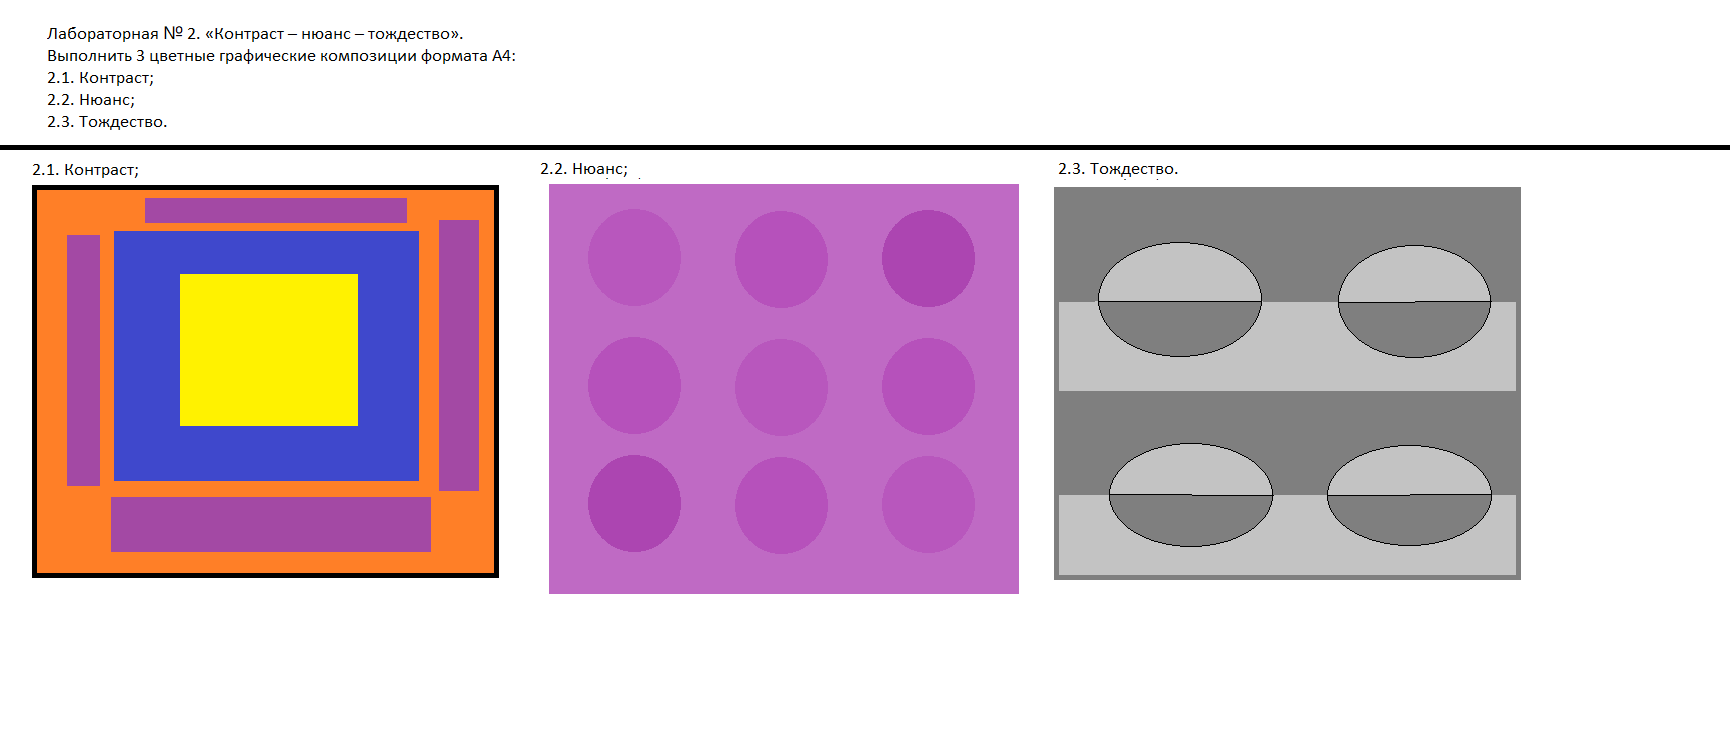 Лабораторная № 2. «Контраст – нюанс – тождество».
Выполнить 3 цветные графические композиции формата А4:
2.1. Контраст;
2.2. Нюанс;
2.3. Тождество.
2.1. Контраст;
2.2. Нюанс;
2.3. Тождество.